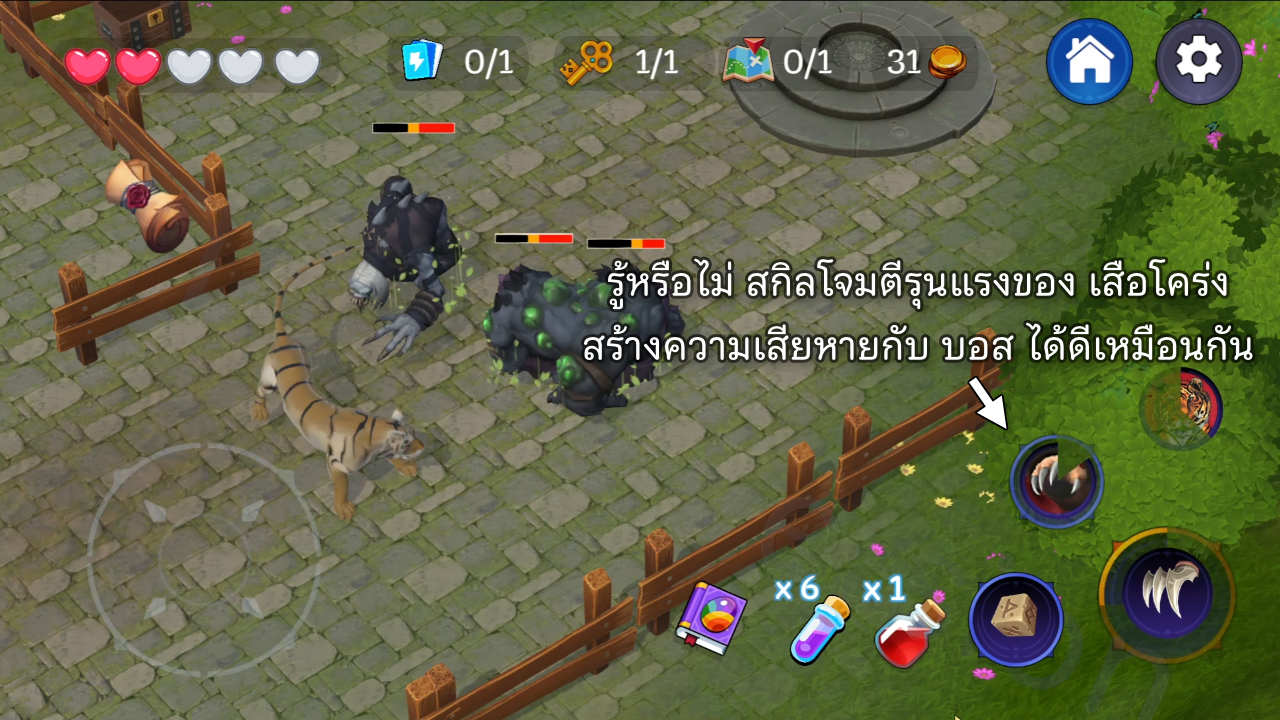 0/1
1/1
0/1
31
รู้หรือไม่ สกิลโจมตีรุนแรงของ เสือโคร่ง
สร้างความเสียหายกับ บอส ได้ดีเหมือนกัน
x 6
x 1